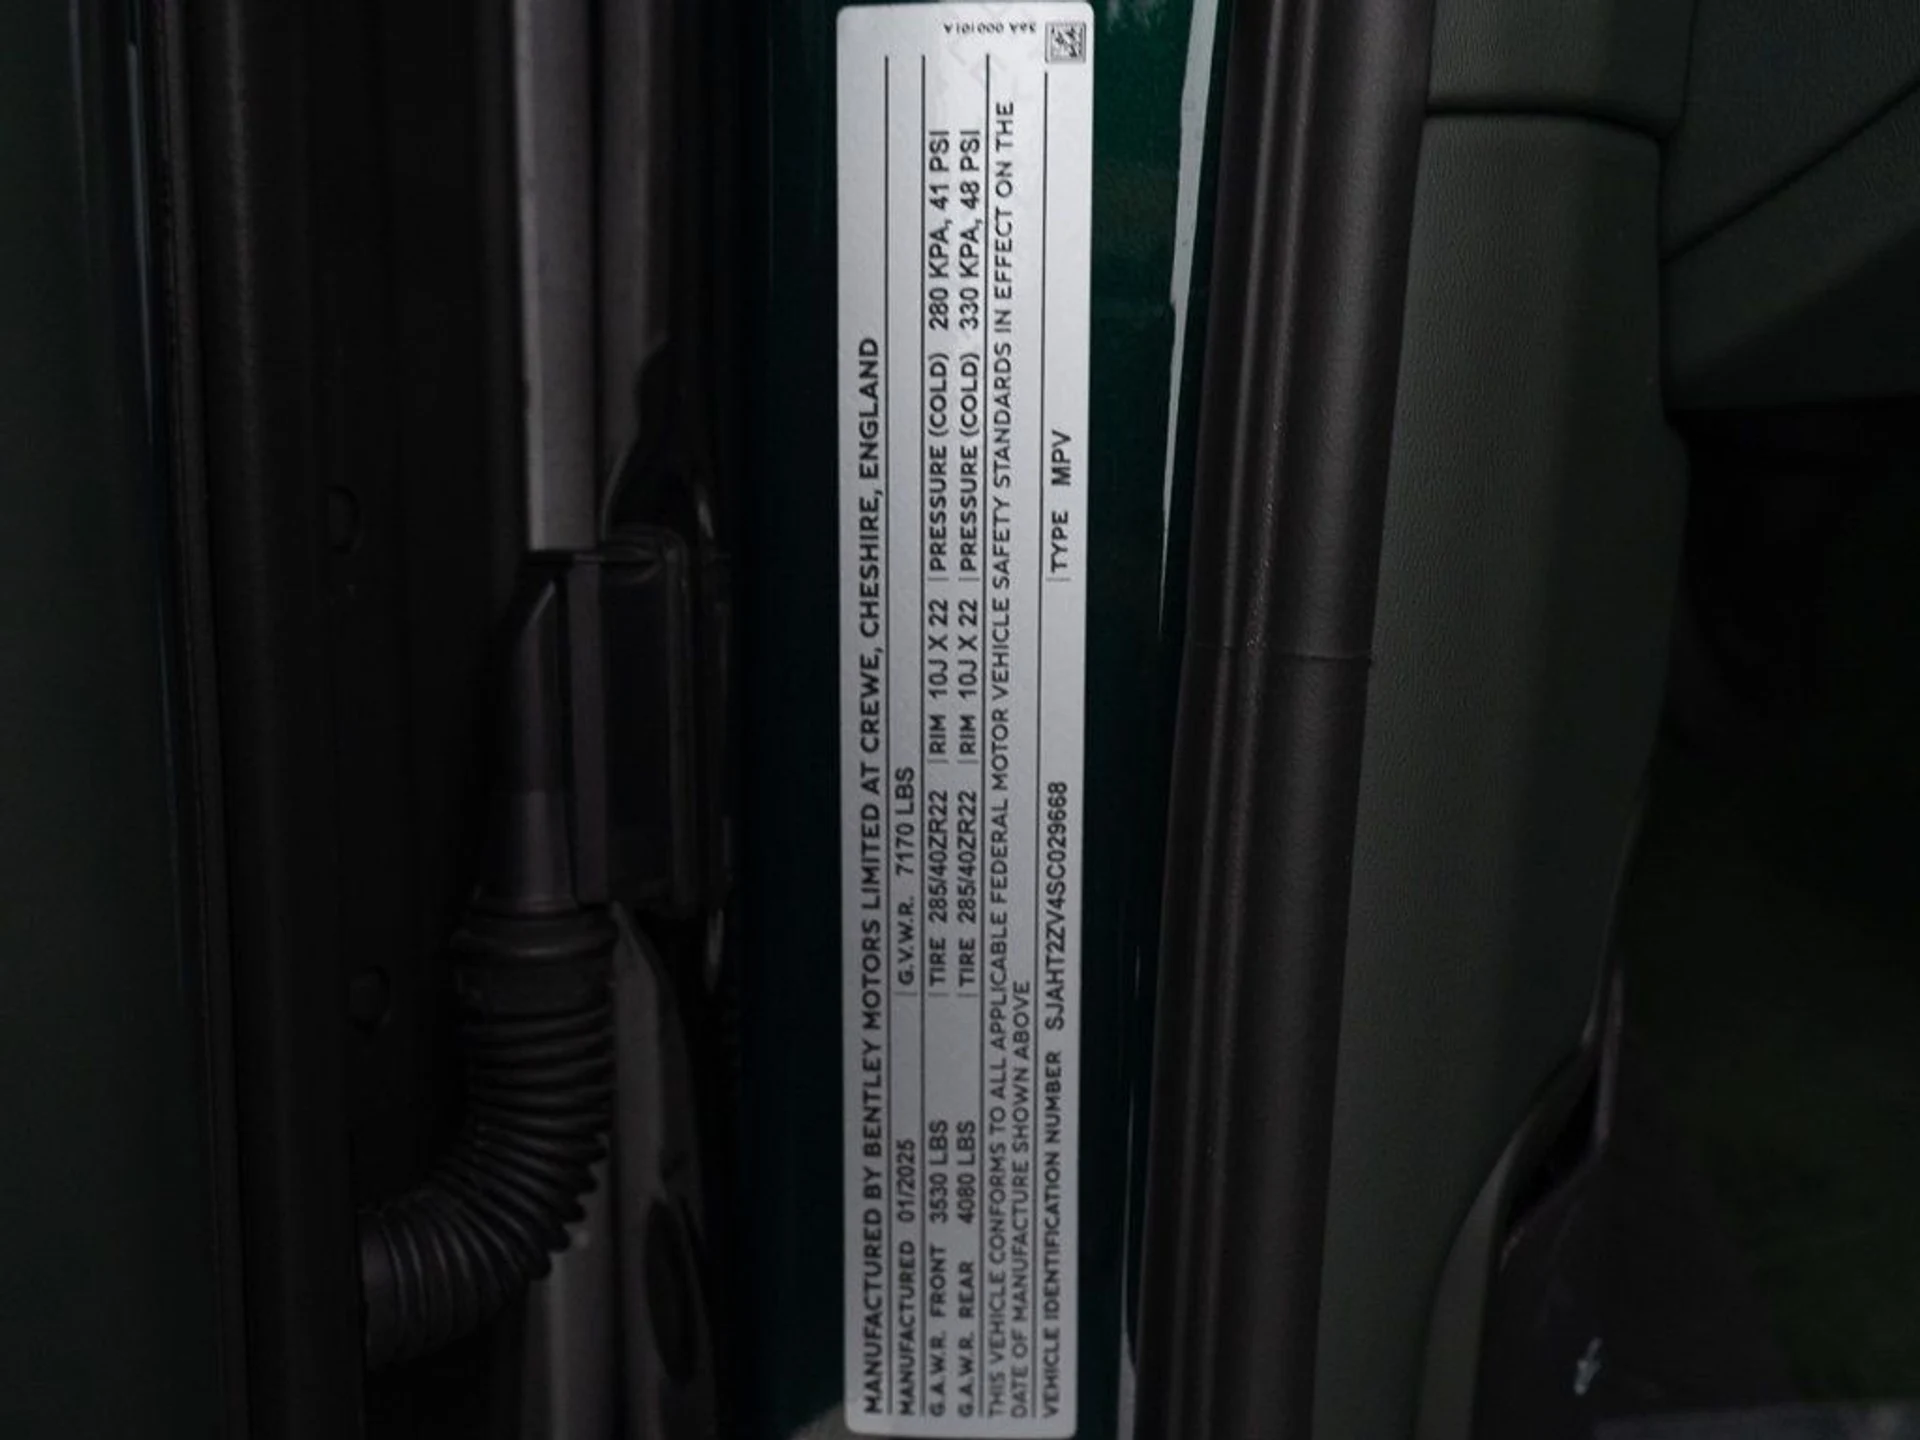 MANUFACTURED BY BENTLEY MOTORS LIMITED AT CREWE, CHESHIRE, ENGLAND
MANUFACTURED 01/2025 G.V.W.R. 7170 LBS
G.A.W.R. FRONT 3530 LBS TIRE 285/40ZR22 RIM 10J X 22 PRESSURE (COLD) 280 KPA, 41 PSI
G.A.W.R. REAR 4080 LBS TIRE 285/40ZR22 RIM 10J X 22 PRESSURE (COLD) 330 KPA, 48 PSI
THIS VEHICLE CONFORMS TO ALL APPLICABLE FEDERAL MOTOR VEHICLE SAFETY STANDARDS IN EFFECT ON THE
DATE OF MANUFACTURE SHOWN ABOVE
VEHICLE IDENTIFICATION NUMBER SJAHT2ZV4SC029668 TYPE MPV